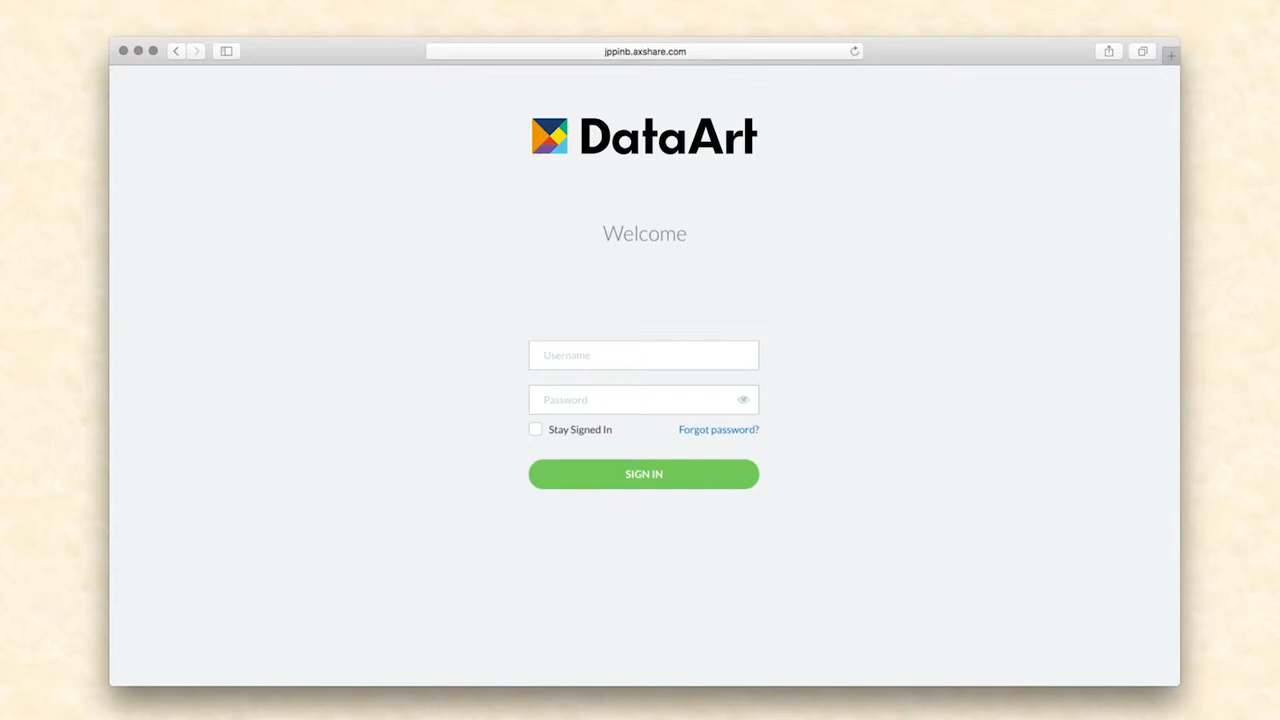 jppinb.axshare.com
DataArt
Welcome
Username
Password
Stay Signed In Forgot password?
SIGN IN